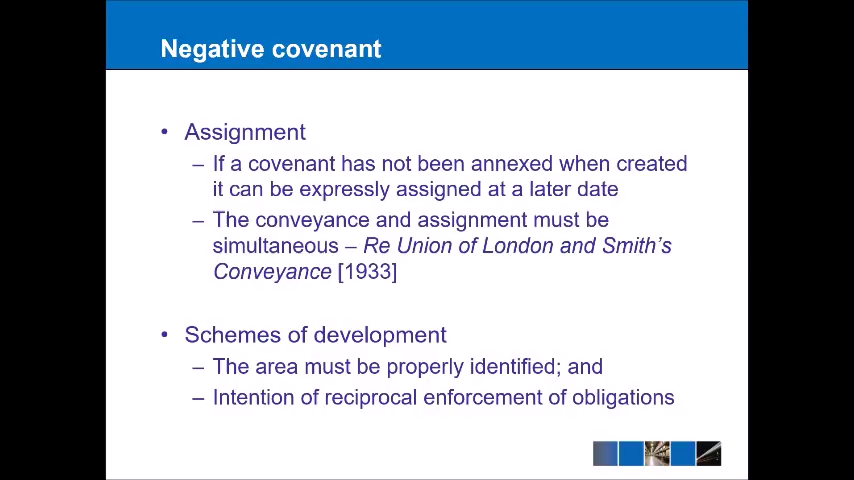 Negative covenant
• Assignment
– If a covenant has not been annexed when created
it can be expressly assigned at a later date
– The conveyance and assignment must be
simultaneous – Re Union of London and Smith's
Conveyance [1933]
• Schemes of development
– The area must be properly identified; and
– Intention of reciprocal enforcement of obligations